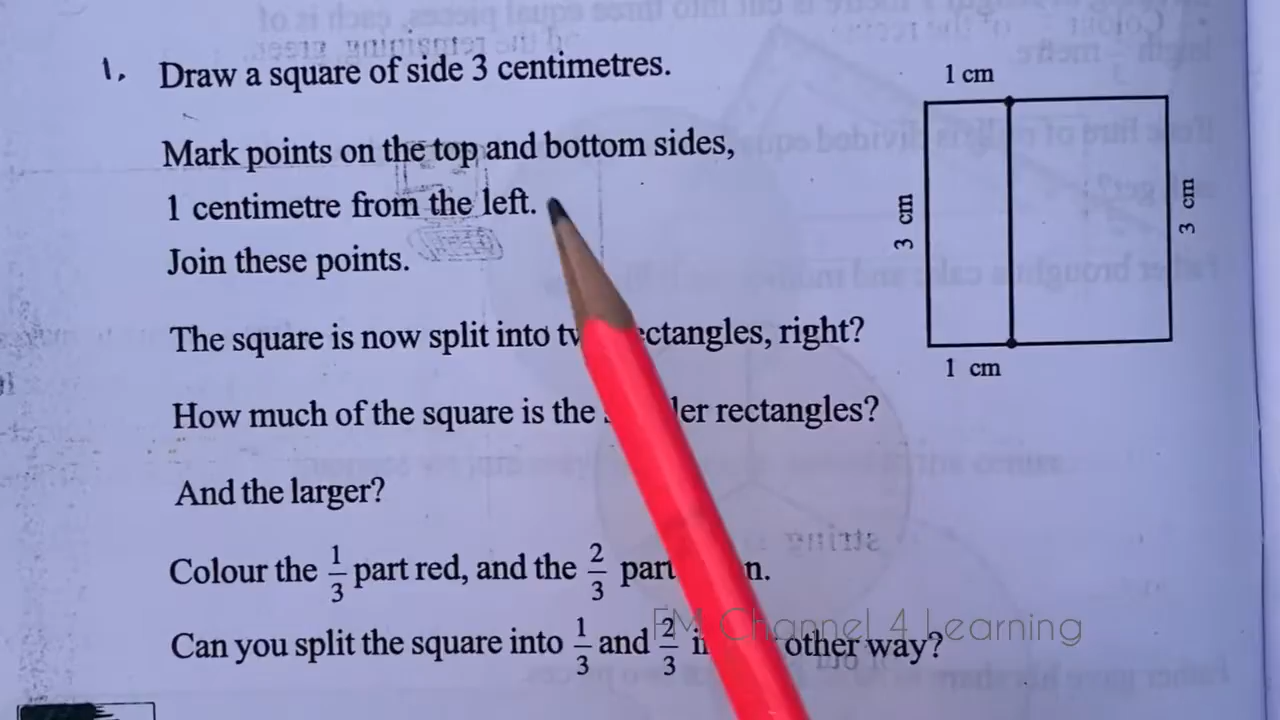 1. Draw a square of side 3 centimetres.
Mark points on the top and bottom sides,
1 centimetre from the left.
Join these points.
The square is now split into rectangles, right?
How much of the square is the rectangles?
And the larger?
Colour the 1/3 part red, and the 2/3 part
Can you split the square into 1/3 and 2/3 other way?
1 cm
3 cm
3 cm
1 cm
FM Channel 4 Learning